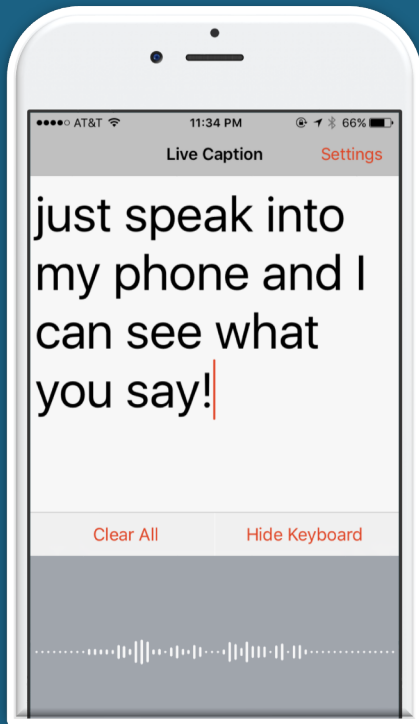 AT&T 11:34 PM 66%
Live Caption Settings
just speak into
my phone and I
can see what
you say!
Clear All Hide Keyboard